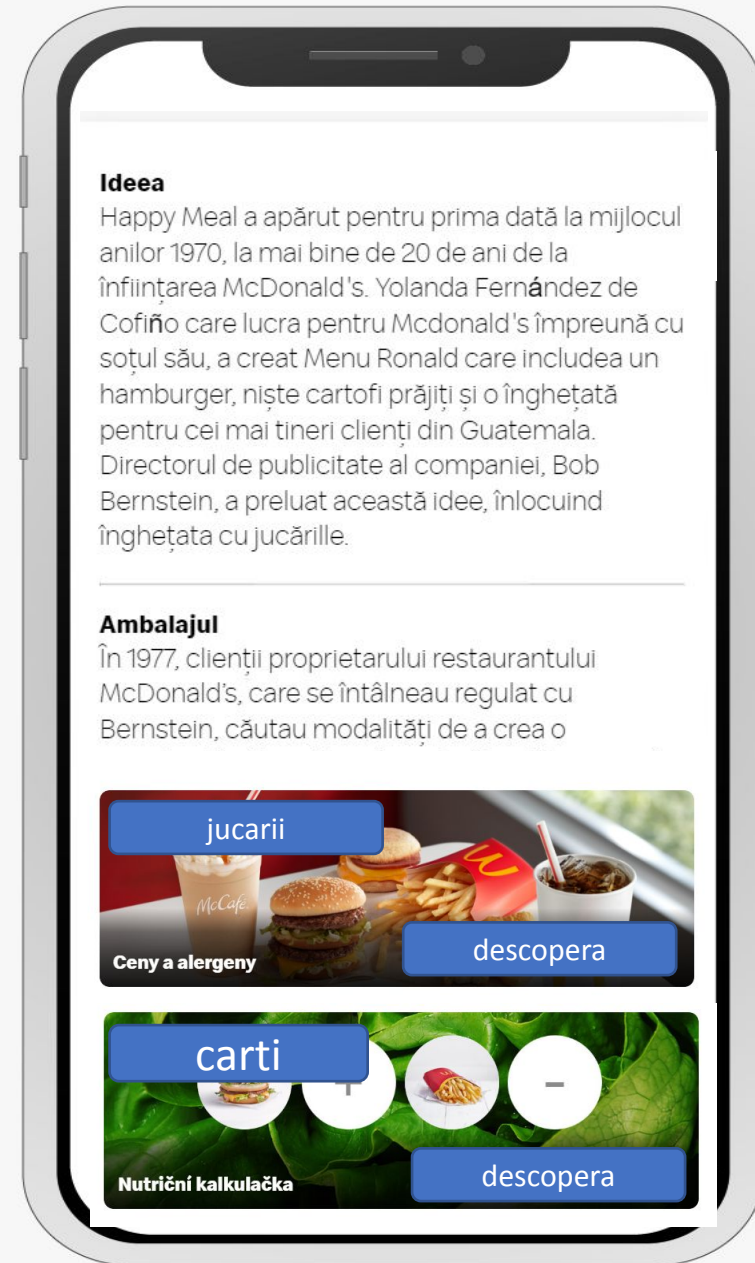 Ideea
Happy Meal a apărut pentru prima dată la mijlocul
anilor 1970, la mai bine de 20 de ani de la
înființarea McDonald's. Yolanda Fernández de
Cofiño care lucra pentru Mcdonald's împreună cu
soțul său, a creat Menu Ronald care includea un
hamburger, niște cartofi prăjiți și o înghețată
pentru cei mai tineri clienți din Guatemala.
Directorul de publicitate al companiei, Bob
Bernstein, a preluat această idee, înlocuind
înghețata cu jucărille.
Ambalajul
În 1977, clienții proprietarului restaurantului
McDonald's, care se întâlneau regulat cu
Bernstein, căutau modalități de a crea o
jucarii
McCafé
descopera
Ceny a alergeny
carti
+
-
descopera
Nutriční kalkulačka